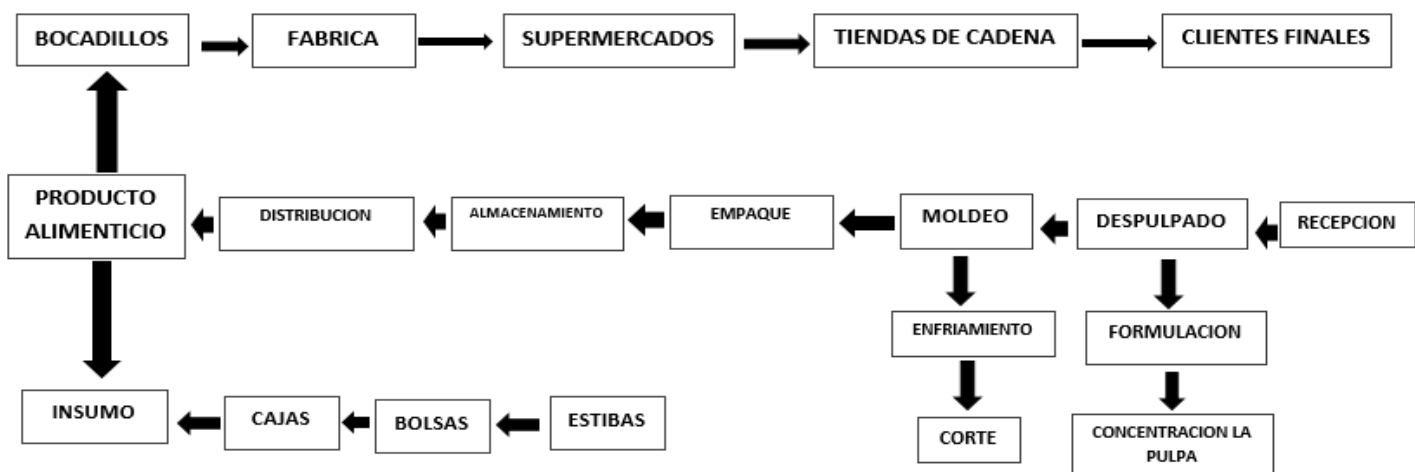 BOCADILLOS
FABRICA
SUPERMERCADOS
TIENDAS DE CADENA
CLIENTES FINALES
PRODUCTO
ALIMENTICIO
DISTRIBUCION
ALMACENAMIENTO
EMPAQUE
MOLDEO
DESPULPADO
RECEPCION
ENFRIAMIENTO
FORMULACION
INSUMO
CAJAS
BOLSAS
ESTIBAS
CORTE
CONCENTRACION LA
PULPA